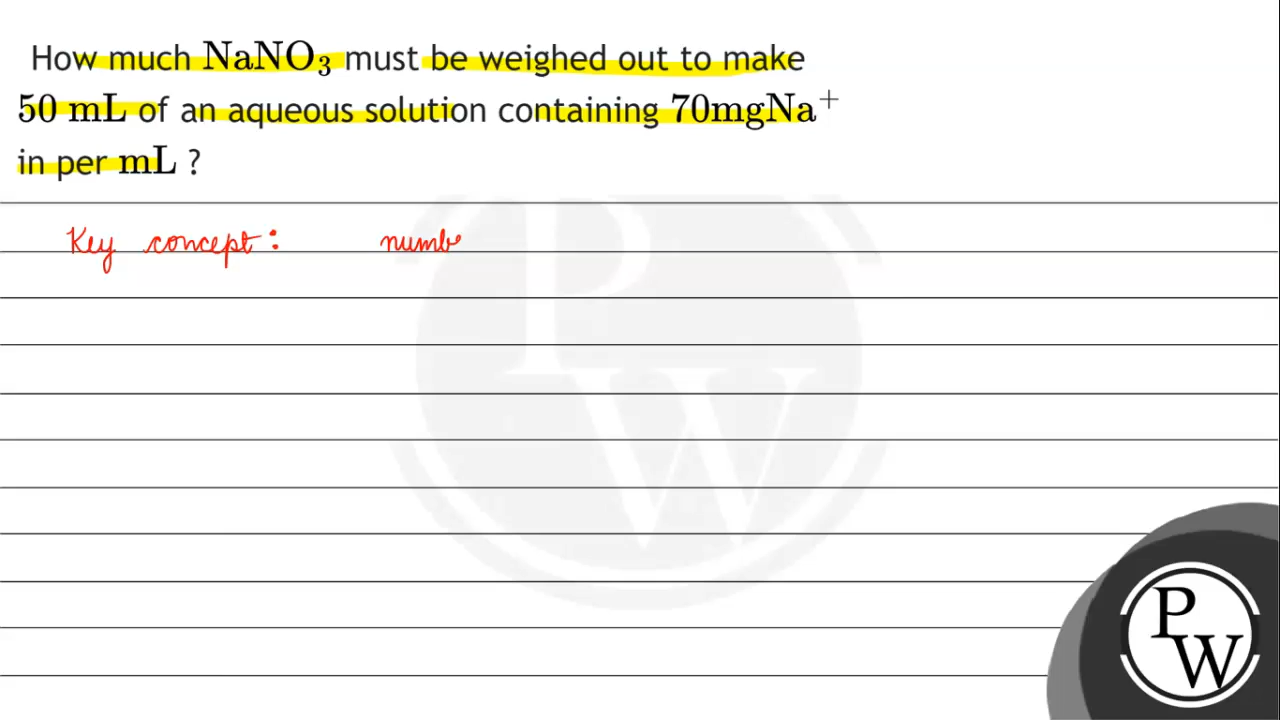 How much NaNO₃ must be weighed out to make
50 mL of an aqueous solution containing 70mgNa⁺
in per mL ?
Key concept: numbe
P
W
P
W